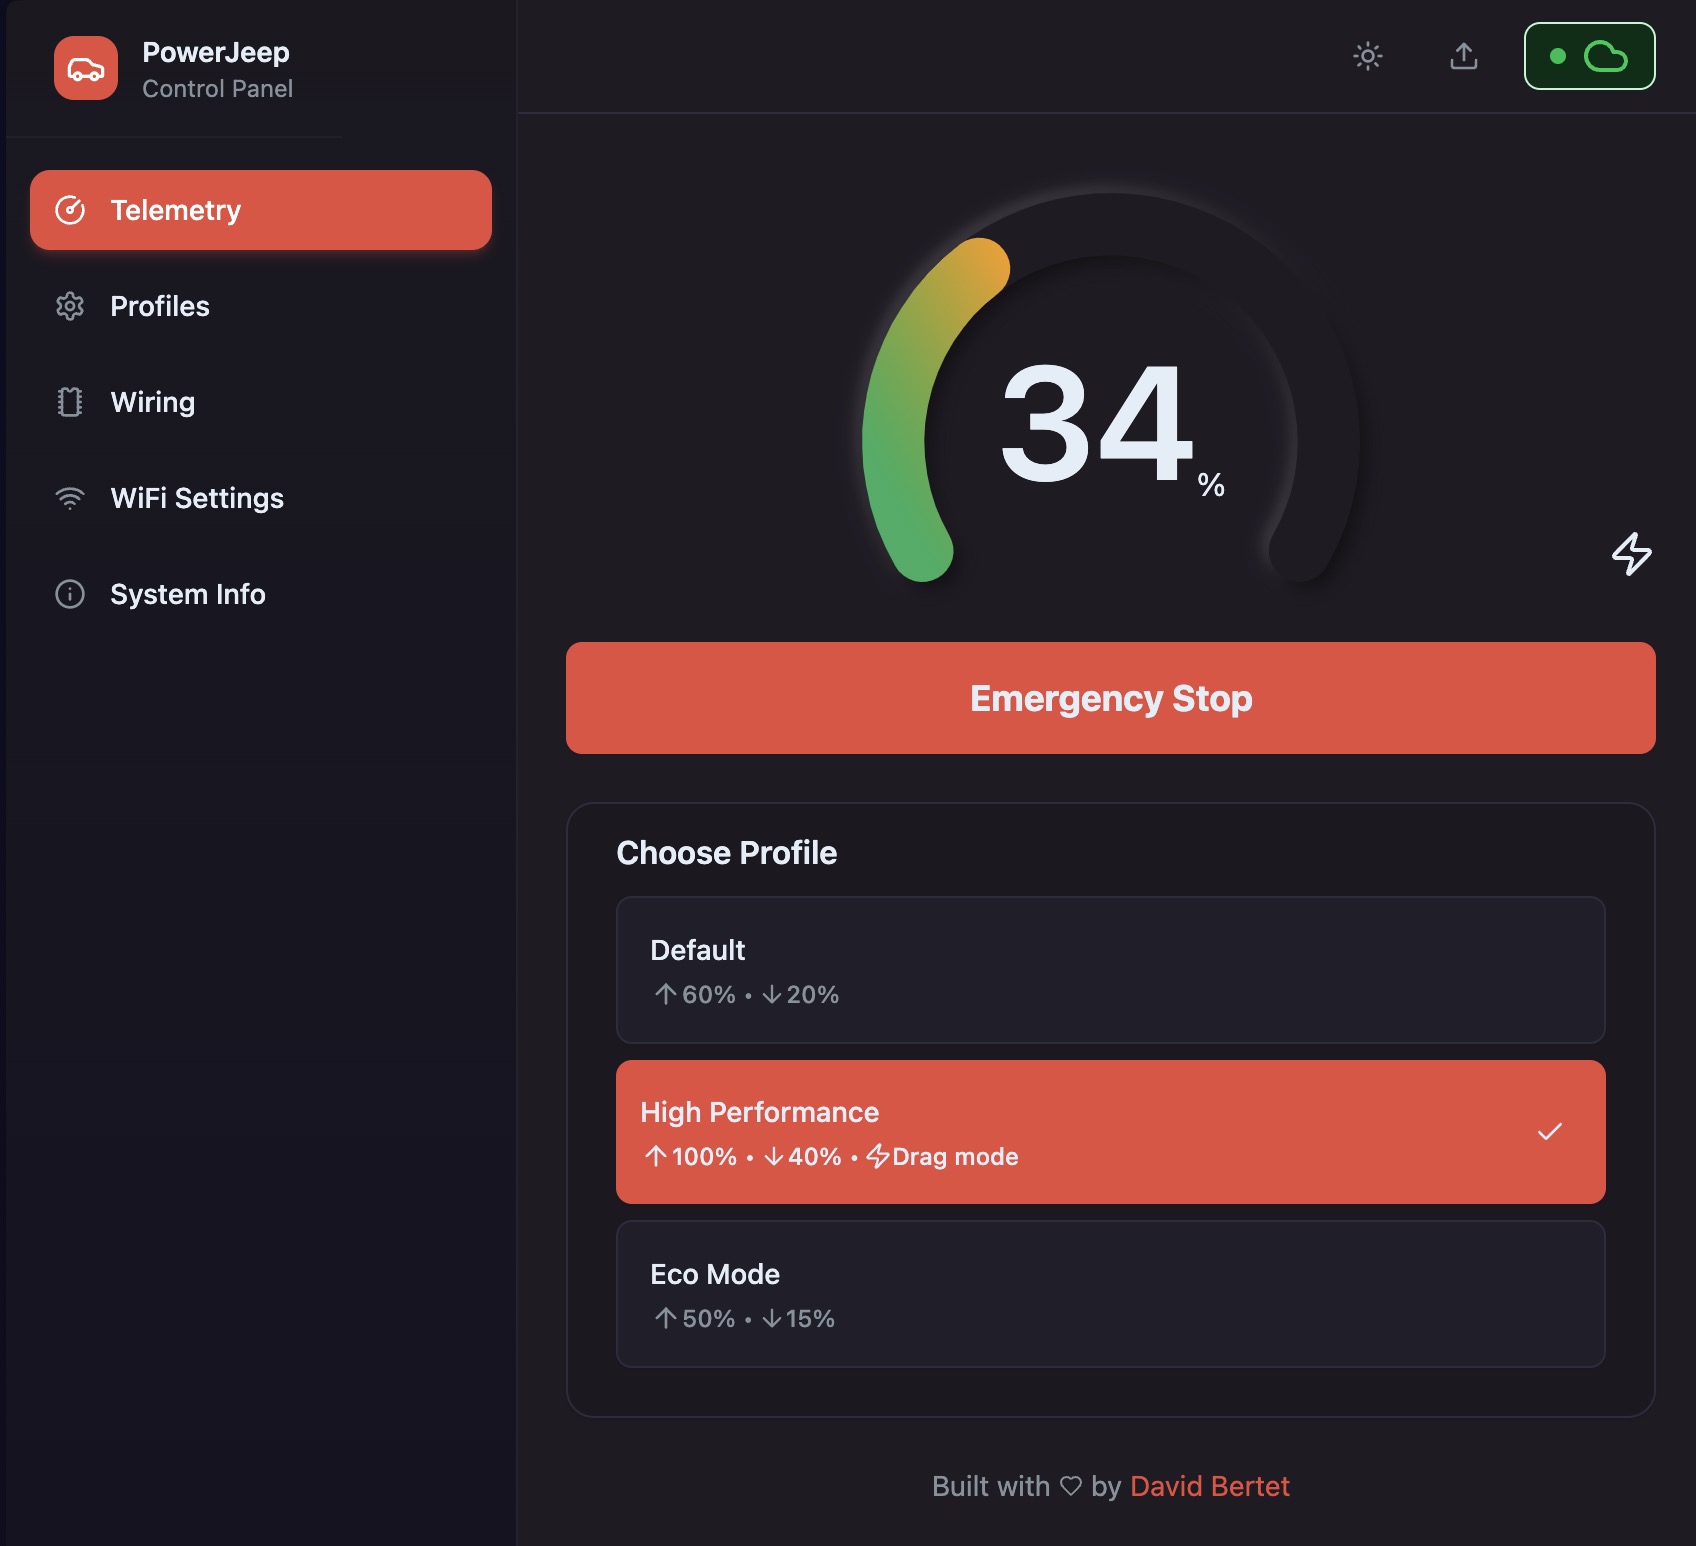 PowerJeep
Control Panel
Telemetry
Profiles
Wiring
WiFi Settings
System Info
34%
Emergency Stop
Choose Profile
Default
↑60% • ↓20%
High Performance
↑100% • ↓40% • Drag mode
Eco Mode
↑50% • ↓15%
Built with ♡ by David Bertet